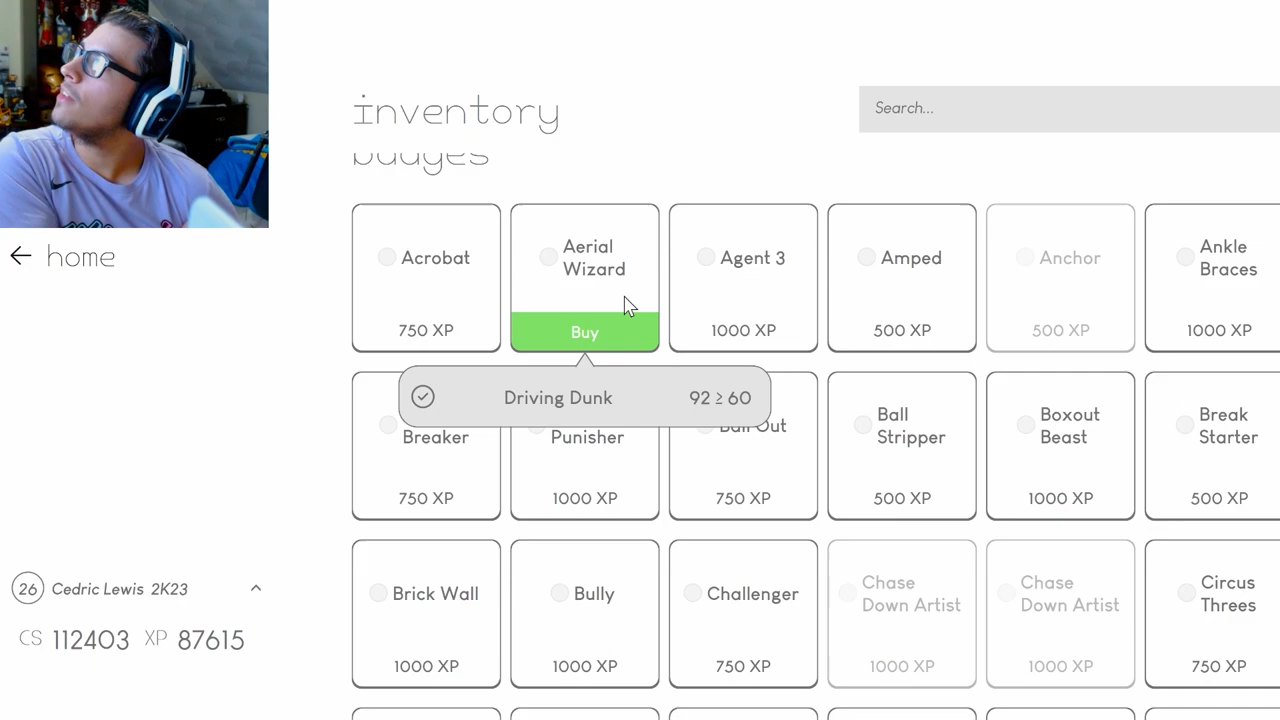 inventory
Search...
badges
← home
Acrobat
750 XP
Aerial
Wizard
Buy
Agent 3
1000 XP
Amped
500 XP
Anchor
500 XP
Ankle
Braces
1000 XP
Driving Dunk 92 ≥ 60
Breaker
750 XP
Punisher
1000 XP
Ball Out
750 XP
Ball
Stripper
500 XP
Boxout
Beast
1000 XP
Break
Starter
500 XP
Brick Wall
1000 XP
Bully
1000 XP
Challenger
750 XP
Chase
Down Artist
1000 XP
Chase
Down Artist
1000 XP
Circus
Threes
750 XP
26 Cedric Lewis 2K23
CS 112403 XP 87615